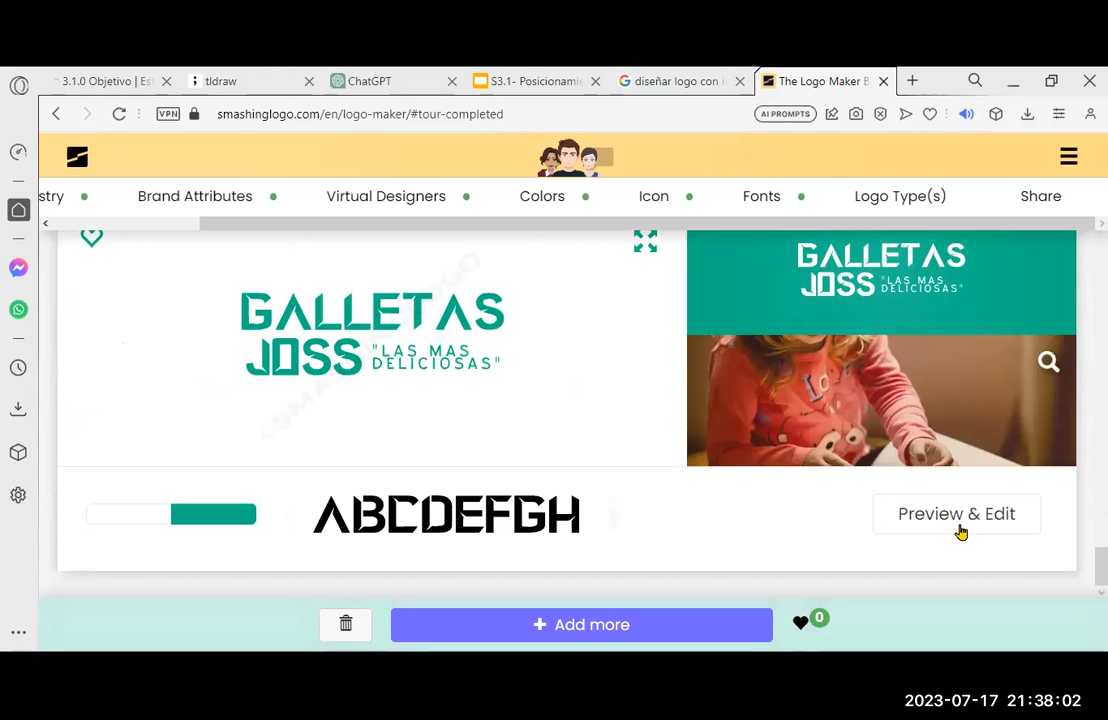 3.1.0 Objetivo | Es
tldraw
ChatGPT
S3.1- Posicionamie
diseñar logo con i
The Logo Maker B
VPN
smashinglogo.com/en/logo-maker/#tour-completed
AI PROMPTS
stry
Brand Attributes
Virtual Designers
Colors
Icon
Fonts
Logo Type(s)
Share
GALLETAS
JOSS "LAS MAS
DELICIOSAS"
GALLETAS
JOSS "LAS MAS
DELICIOSAS"
ABCDEFGH
Preview & Edit
+ Add more
0
2023-07-17 21:38:02